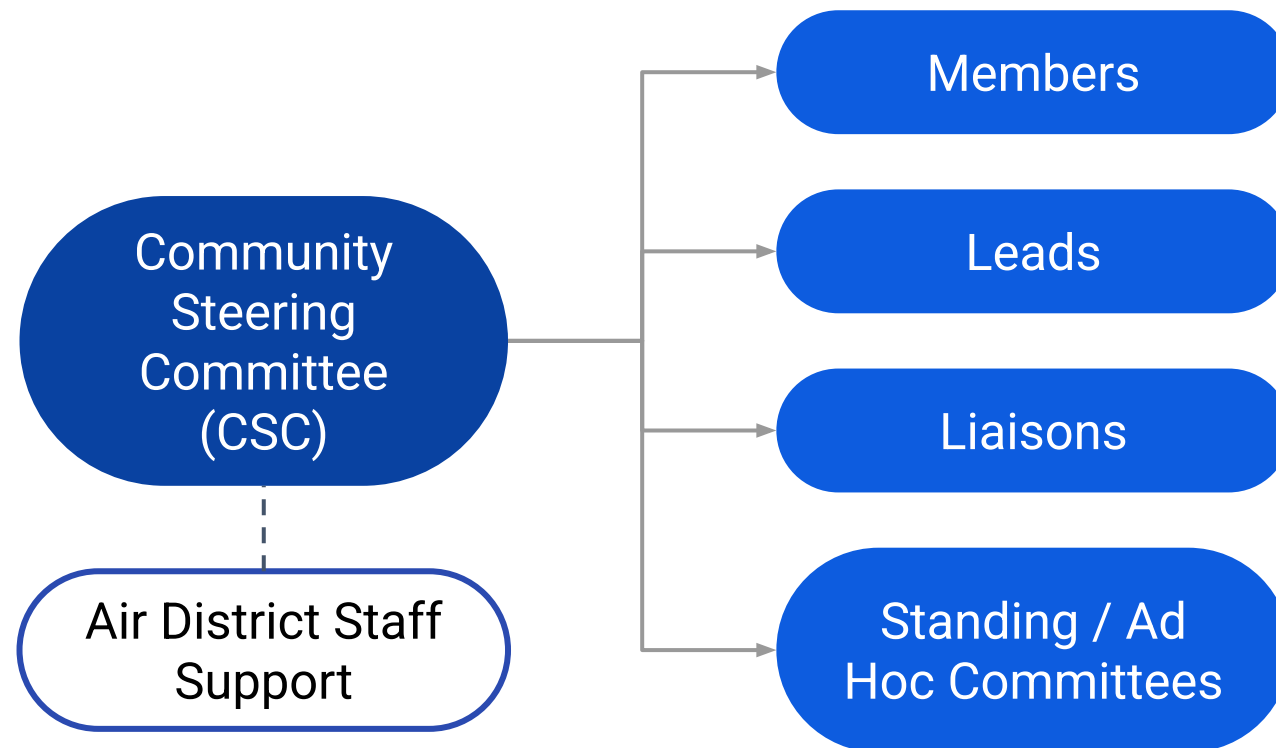 Community
Steering
Committee
(CSC)
Air District Staff
Support
Members
Leads
Liaisons
Standing / Ad
Hoc Committees